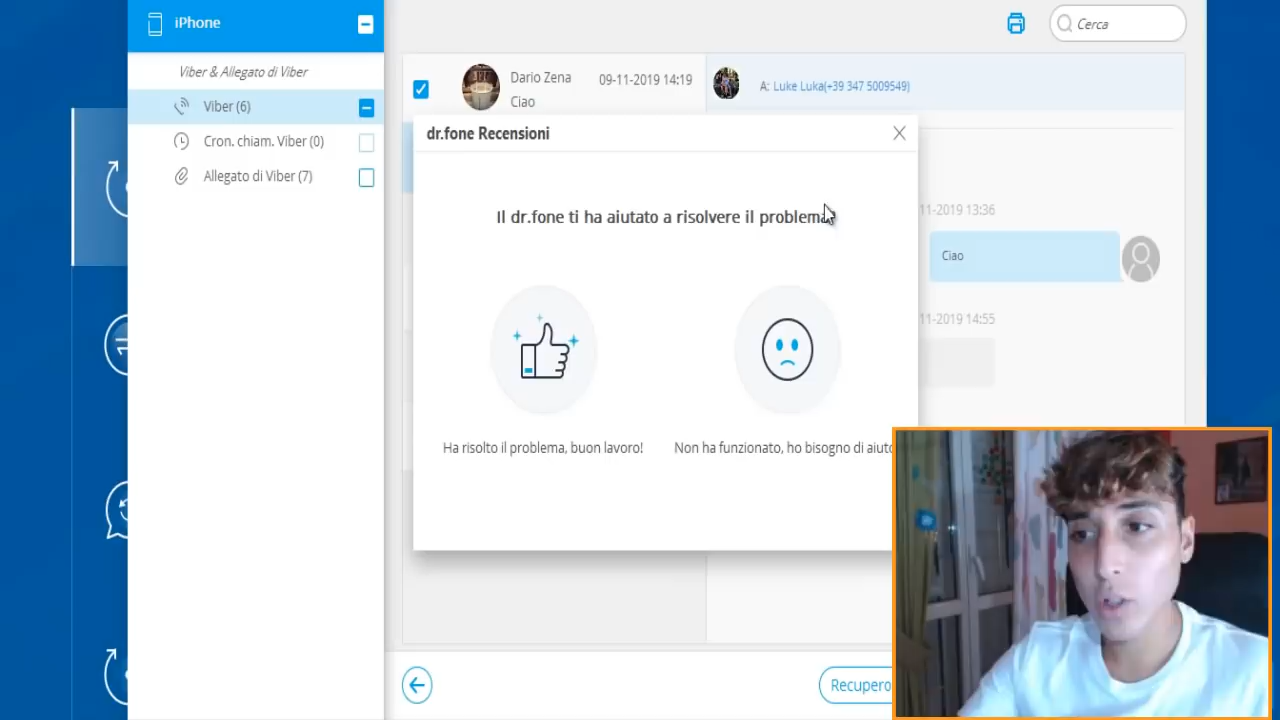 iPhone
Cerca
Viber & Allegato di Viber
Viber (6)
Cron. chiam. Viber (0)
Allegato di Viber (7)
Dario Zena
09-11-2019 14:19
Ciao
A: Luke Luka(+39 347 5009549)
dr.fone Recensioni
Il dr.fone ti ha aiutato a risolvere il problema
11-2019 13:36
Ciao
11-2019 14:55
Ha risolto il problema, buon lavoro!
Non ha funzionato, ho bisogno di aiuto
Recupero